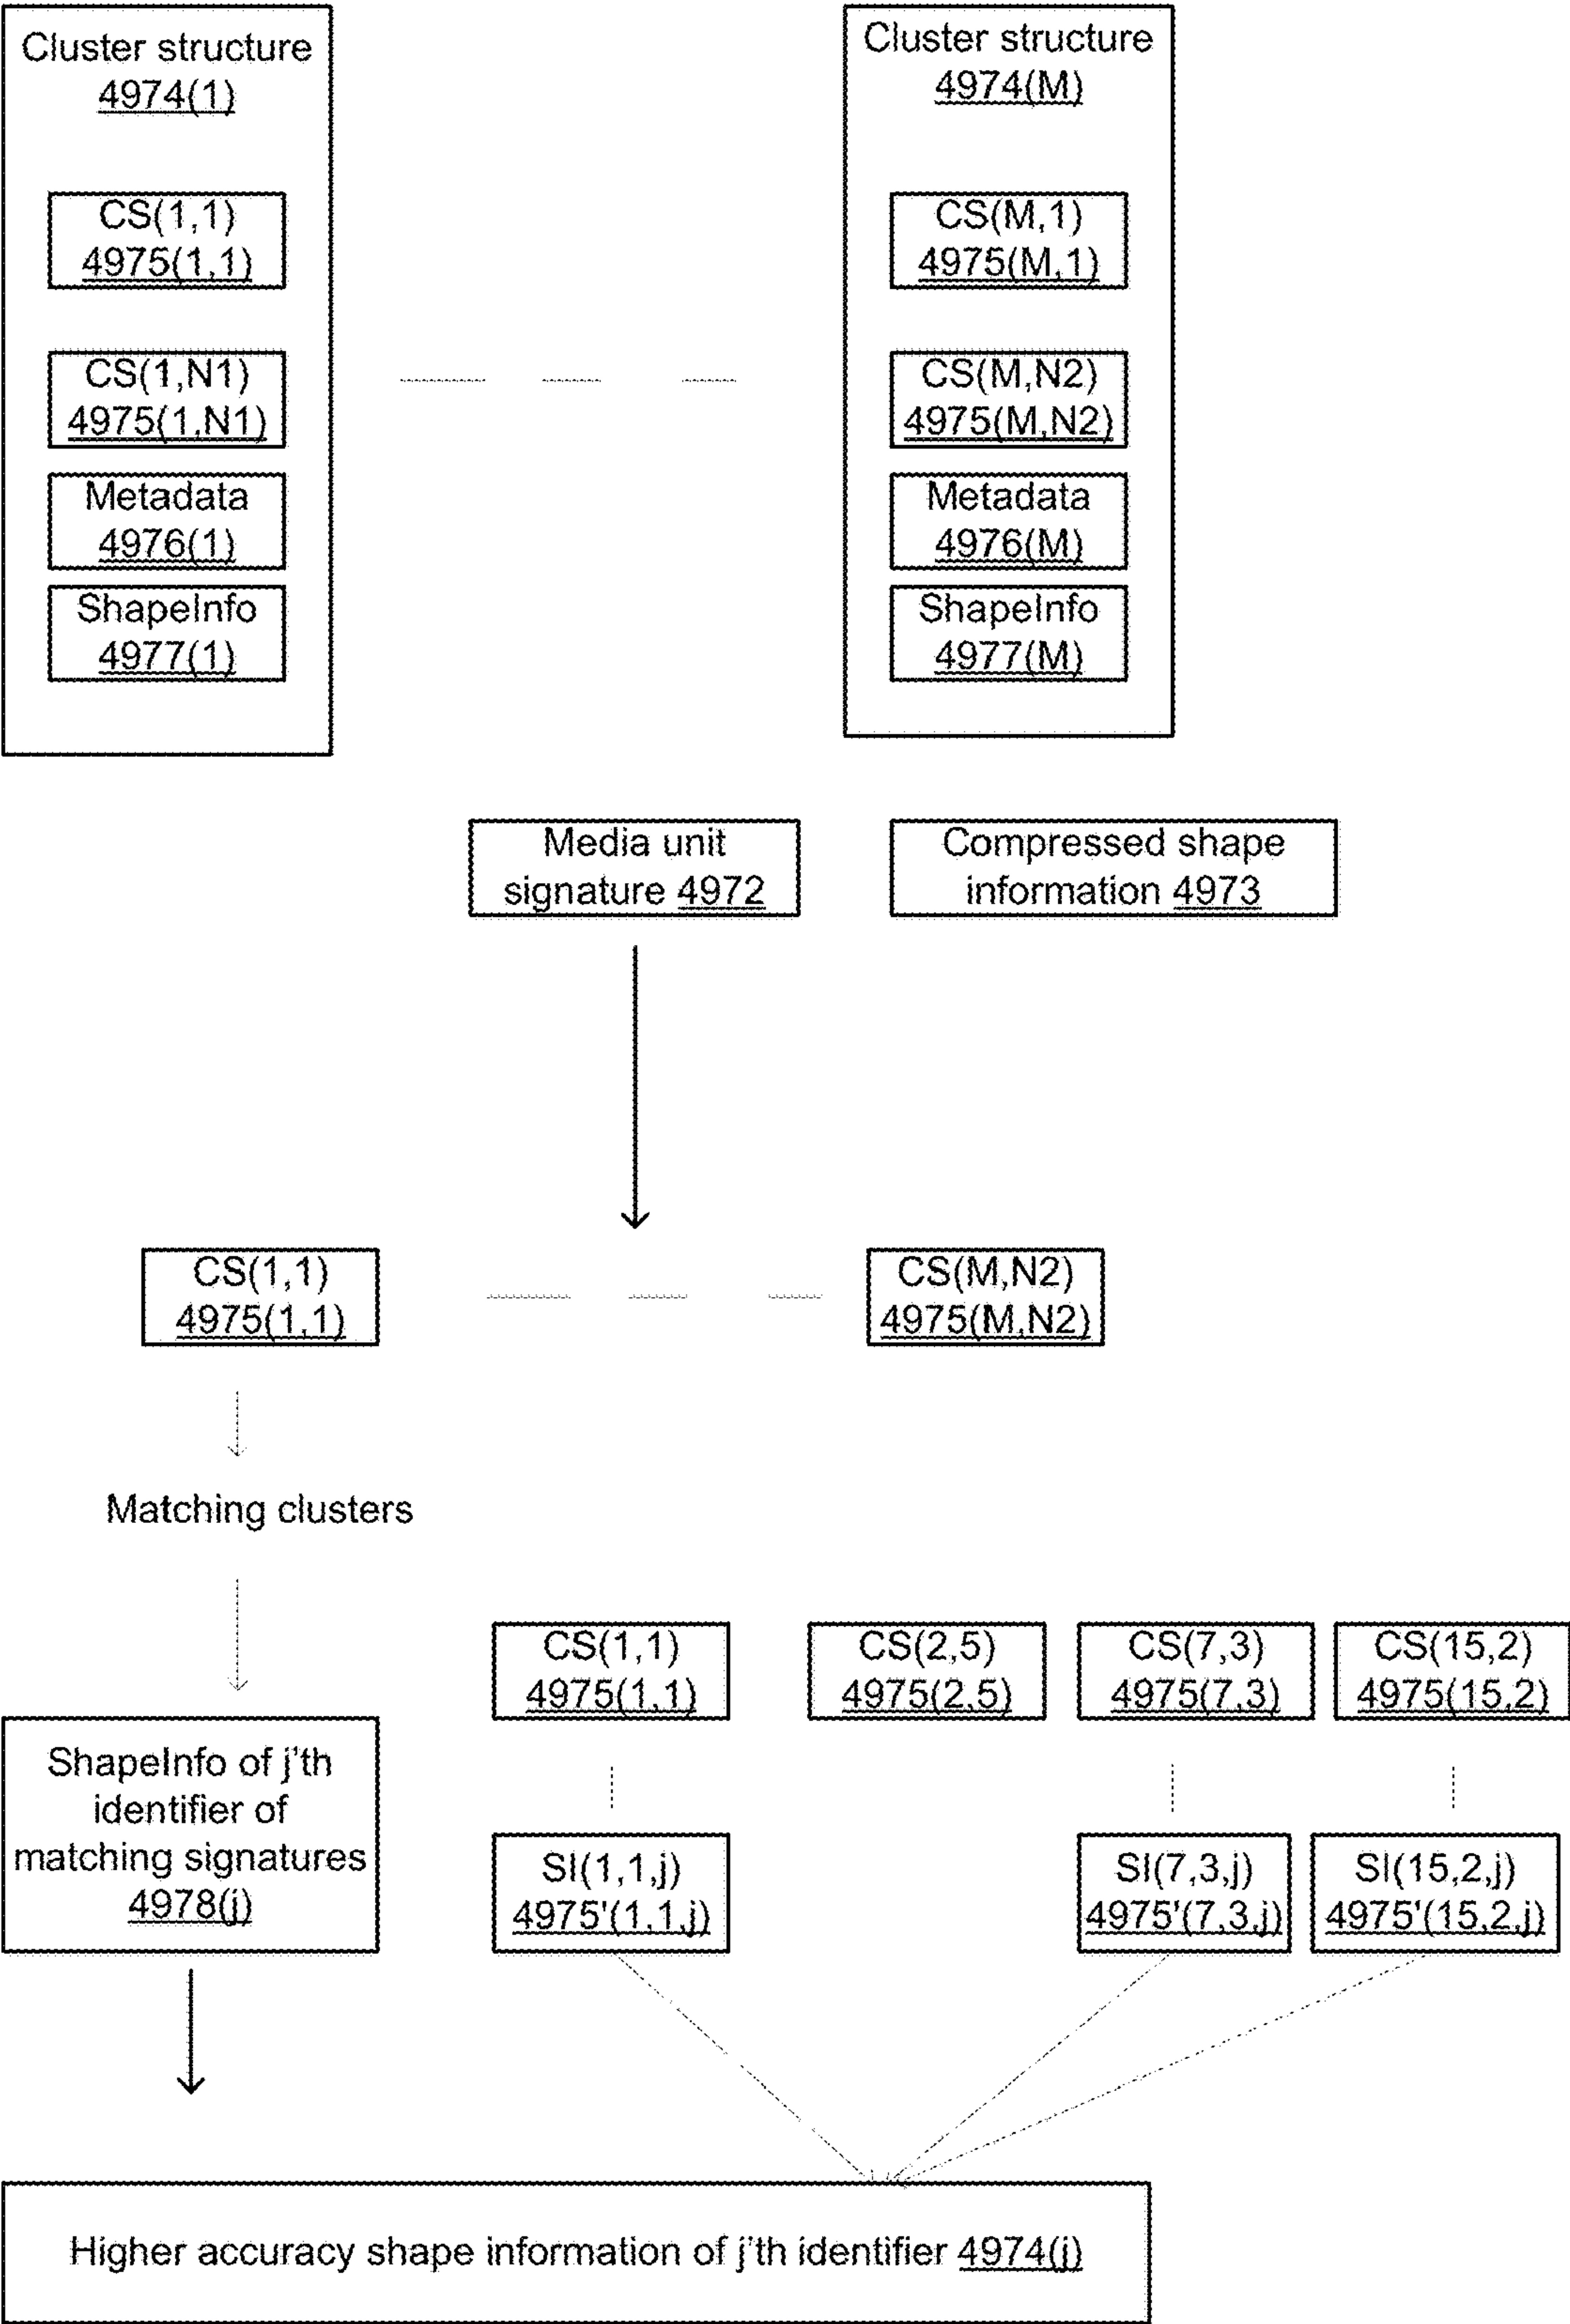 Cluster structure
4974(1)
CS(1,1)
4975(1,1)
CS(1,N1)
4975(1,N1)
Metadata
4976(1)
ShapeInfo
4977(1)
Cluster structure
4974(M)
CS(M,1)
4975(M,1)
CS(M,N2)
4975(M,N2)
Metadata
4976(M)
ShapeInfo
4977(M)
Media unit
signature 4972
Compressed shape
information 4973
CS(1,1)
4975(1,1)
CS(M,N2)
4975(M,N2)
Matching clusters
ShapeInfo of j'th
identifier of
matching signatures
4978(j)
CS(1,1)
4975(1,1)
CS(2,5)
4975(2,5)
CS(7,3)
4975(7,3)
CS(15,2)
4975(15,2)
SI(1,1,j)
4975'(1,1,j)
SI(7,3,j)
4975'(7,3,j)
SI(15,2,j)
4975'(15,2,j)
Higher accuracy shape information of j'th identifier 4974(j)